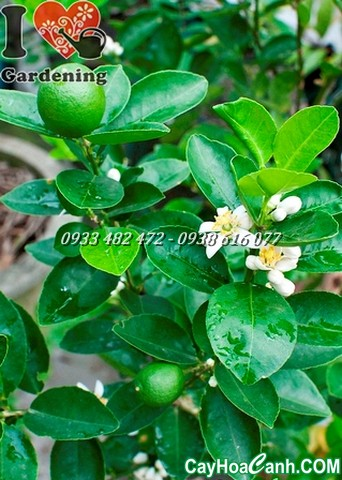 I
Gardening
0933 482 472 - 0938 616 077
CayHoaCanh.COM